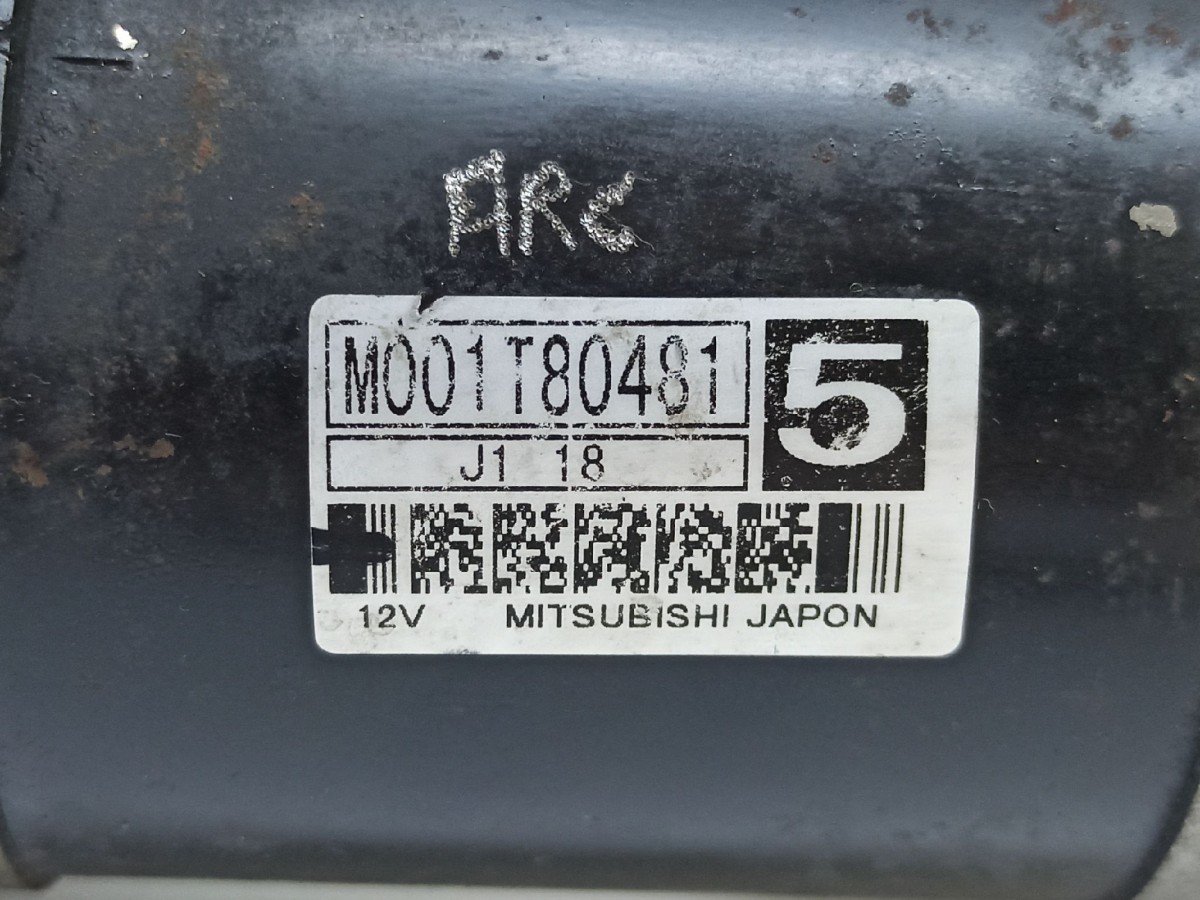 ARC
M001T80481
5
J1 18
12V MITSUBISHI JAPON